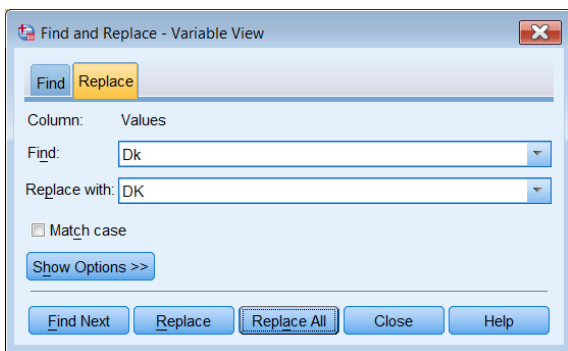 Find and Replace - Variable View
Find Replace
Column: Values
Find: Dk
Replace with: DK
Match case
Show Options >>
Find Next Replace Replace All Close Help